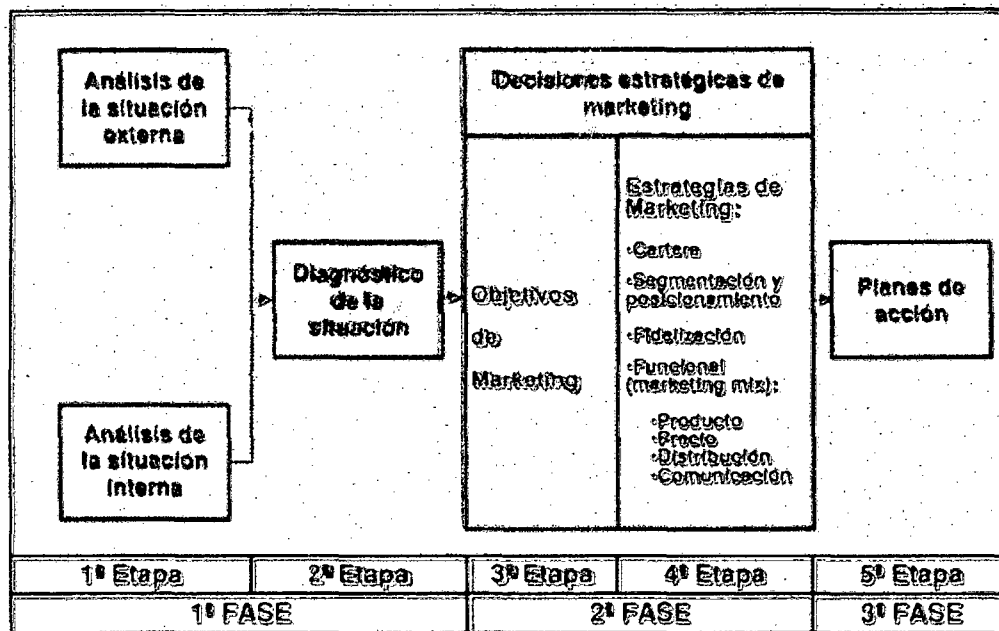 Análisis de
la situación
externa
Análisis de
la situación
interna
Diagnóstico
de la
situación
Decisiones estratégicas de
marketing
Objetivos
de
Marketing
Estrategias de
Marketing:
•Cartera
•Segmentación y
posicionamiento
•Fidelización
•Funcional
(marketing mix):
•Producto
•Precio
•Distribución
•Comunicación
Planes de
acción
1ª Etapa
2ª Etapa
3ª Etapa
4ª Etapa
5ª Etapa
1ª FASE
2ª FASE
3ª FASE